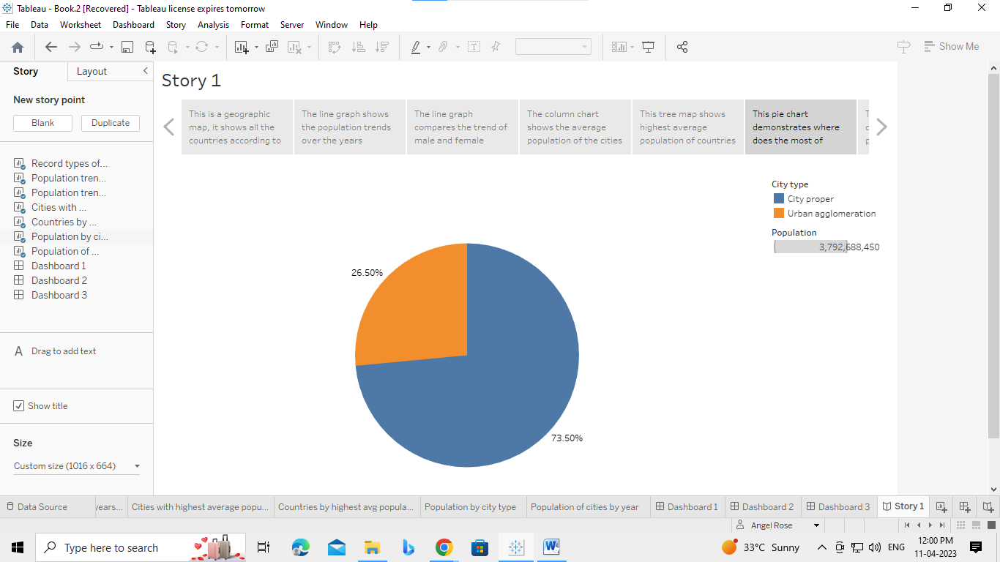 Tableau - Book.2 [Recovered] - Tableau license expires tomorrow
File Data Worksheet Dashboard Story Analysis Format Server Window Help
Show Me
Story
Layout
New story point
Blank
Duplicate
Record types of...
Population tren...
Population tren...
Cities with ...
Countries by ...
Population by ci...
Population of ...
Dashboard 1
Dashboard 2
Dashboard 3
A Drag to add text
Show title
Size
Custom size (1016 x 664)
Story 1
This is a geographic
map, it shows all the
countries according to
The line graph shows
the population trends
over the years
The line graph
compares the trend of
male and female
The column chart
shows the average
population of the cities
This tree map shows
highest average
population of countries
This pie chart
demonstrates where
does the most of
City type
City proper
Urban agglomeration
Population
3,792,688,450
26.50%
73.50%
Data Source
years...
Cities with highest average popu...
Countries by highest avg popula...
Population by city type
Population of cities by year
Dashboard 1
Dashboard 2
Dashboard 3
Story 1
Angel Rose
Type here to search
33°C Sunny
ENG
12:00 PM
11-04-2023